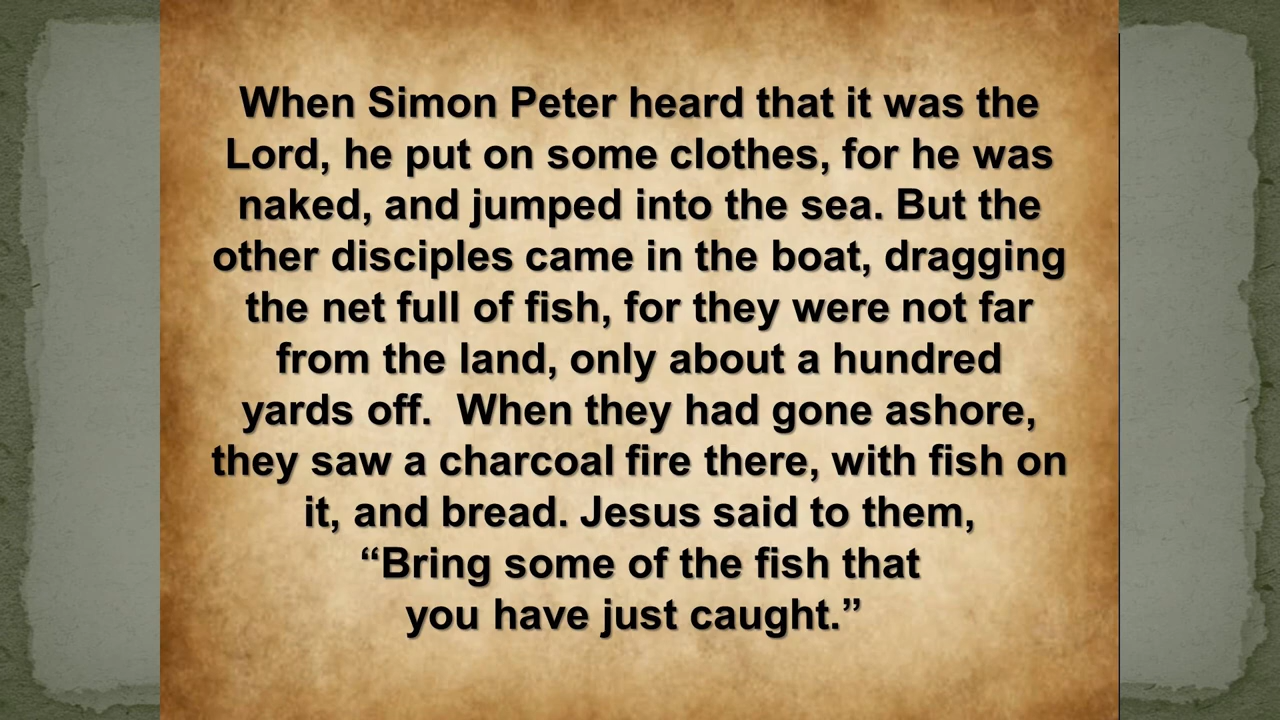 When Simon Peter heard that it was the
Lord, he put on some clothes, for he was
naked, and jumped into the sea. But the
other disciples came in the boat, dragging
the net full of fish, for they were not far
from the land, only about a hundred
yards off.  When they had gone ashore,
they saw a charcoal fire there, with fish on
it, and bread. Jesus said to them,
“Bring some of the fish that
you have just caught.”